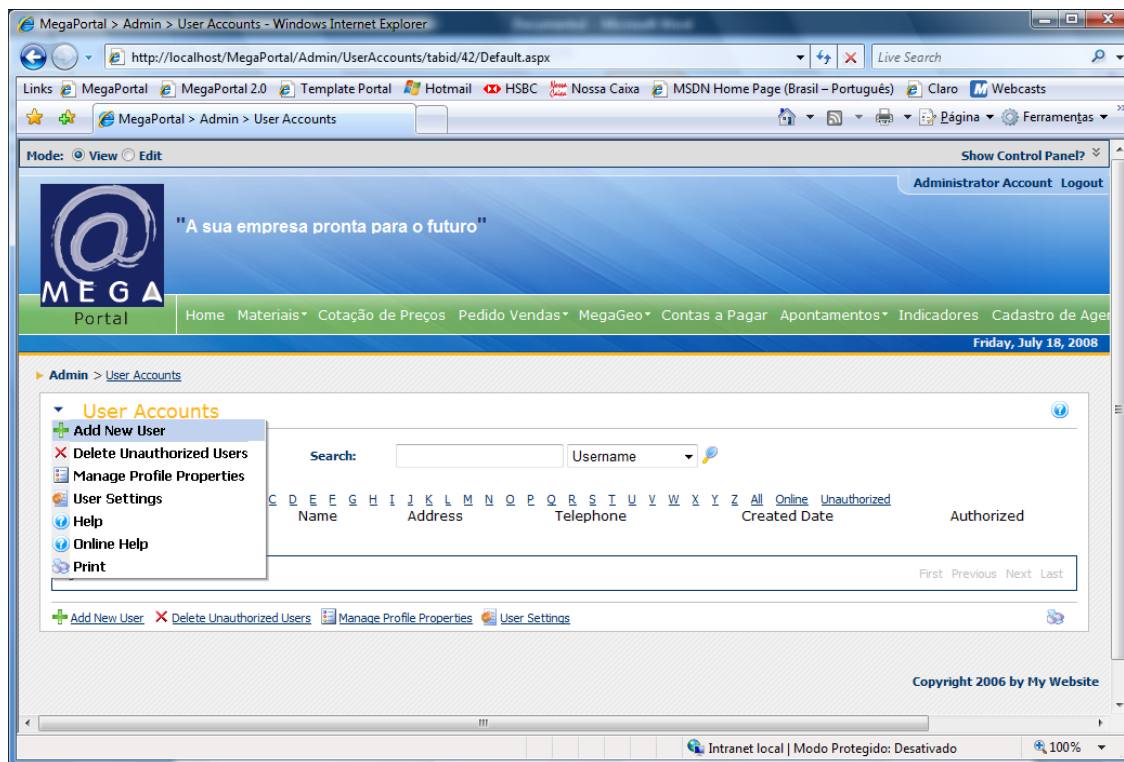 MegaPortal > Admin > User Accounts - Windows Internet Explorer
http://localhost/MegaPortal/Admin/UserAccounts/tabid/42/Default.aspx Live Search
Links MegaPortal MegaPortal 2.0 Template Portal Hotmail HSBC Nossa Caixa MSDN Home Page (Brasil – Português) Claro Webcasts
MegaPortal > Admin > User Accounts Página Ferramentas
Mode: View Edit Show Control Panel?
Administrator Account Logout
"A sua empresa pronta para o futuro"
MEGA
Portal
Home Materiais Cotação de Preços Pedido Vendas MegaGeo Contas a Pagar Apontamentos Indicadores Cadastro de Agen
Friday, July 18, 2008
Admin > User Accounts
User Accounts
Add New User
Delete Unauthorized Users
Manage Profile Properties
User Settings
Help
Online Help
Print
Search: Username
C D E F G H I J K L M N O P Q R S T U V W X Y Z All Online Unauthorized
Name Address Telephone Created Date Authorized
First Previous Next Last
Add New User Delete Unauthorized Users Manage Profile Properties User Settings
Copyright 2006 by My Website
Intranet local | Modo Protegido: Desativado 100%